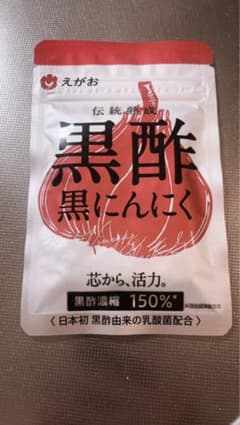 えがお
伝統熟成
黒酢
黒にんにく
芯から、活力。
黒酢濃縮 150%*
〈日本初 黒酢由来の乳酸菌配合〉